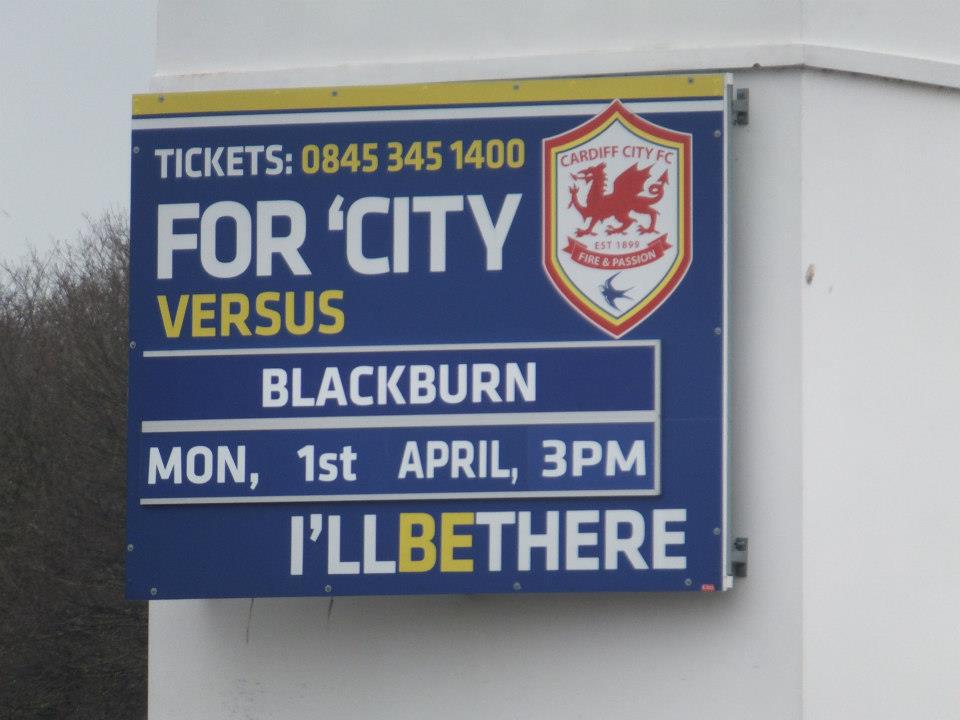 TICKETS: 0845 345 1400
FOR 'CITY
VERSUS
CARDIFF CITY FC
EST 1899
FIRE & PASSION
BLACKBURN
MON, 1st APRIL, 3PM
I'LLBETHERE